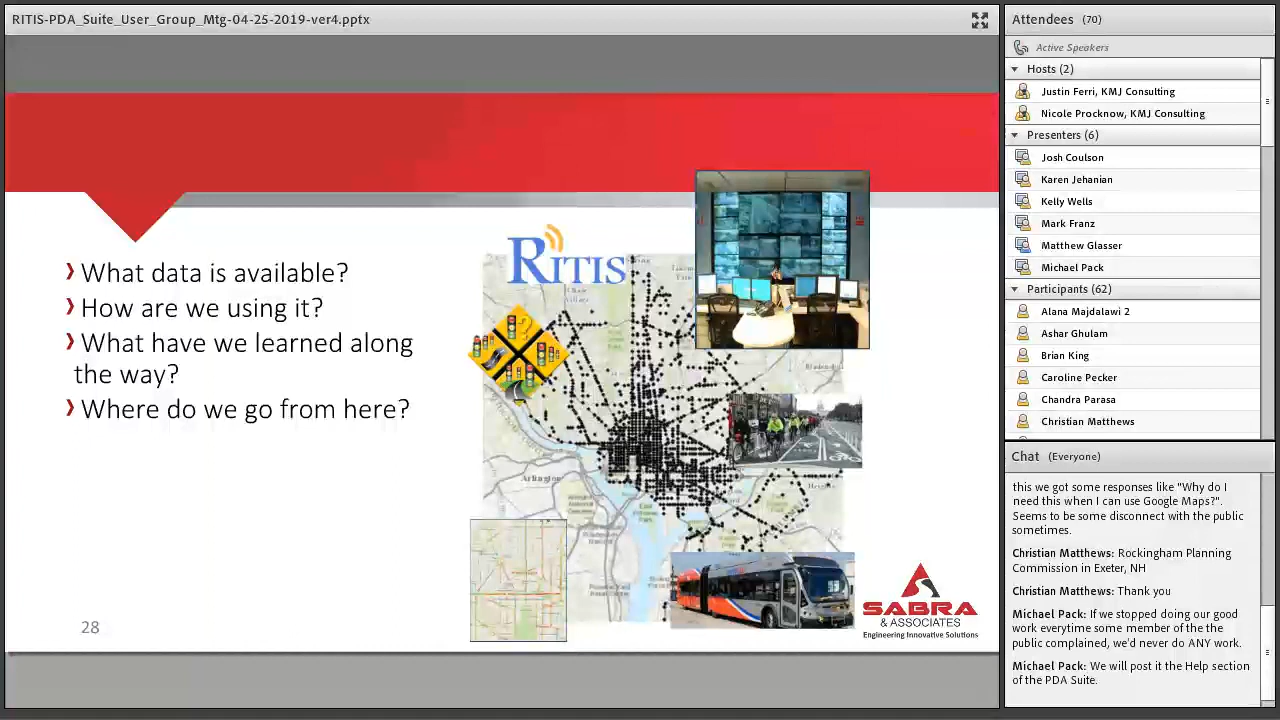 RITIS-PDA_Suite_User_Group_Mtg-04-25-2019-ver4.pptx
RITIS
What data is available?
How are we using it?
What have we learned along
the way?
Where do we go from here?
Arlington
28
SABRA
& ASSOCIATES
Engineering Innovative Solutions
Attendees (70)
Active Speakers
Hosts (2)
Justin Ferri, KMJ Consulting
Nicole Procknow, KMJ Consulting
Presenters (6)
Josh Coulson
Karen Jehanian
Kelly Wells
Mark Franz
Matthew Glasser
Michael Pack
Participants (62)
Alana Majdalawi 2
Ashar Ghulam
Brian King
Caroline Pecker
Chandra Parasa
Christian Matthews
Chat (Everyone)
this we got some responses like "Why do I
need this when I can use Google Maps?".
Seems to be some disconnect with the public
sometimes.
Christian Matthews: Rockingham Planning
Commission in Exeter, NH
Christian Matthews: Thank you
Michael Pack: If we stopped doing our good
work everytime some member of the the
public complained, we'd never do ANY work.
Michael Pack: We will post it the Help section
of the PDA Suite.